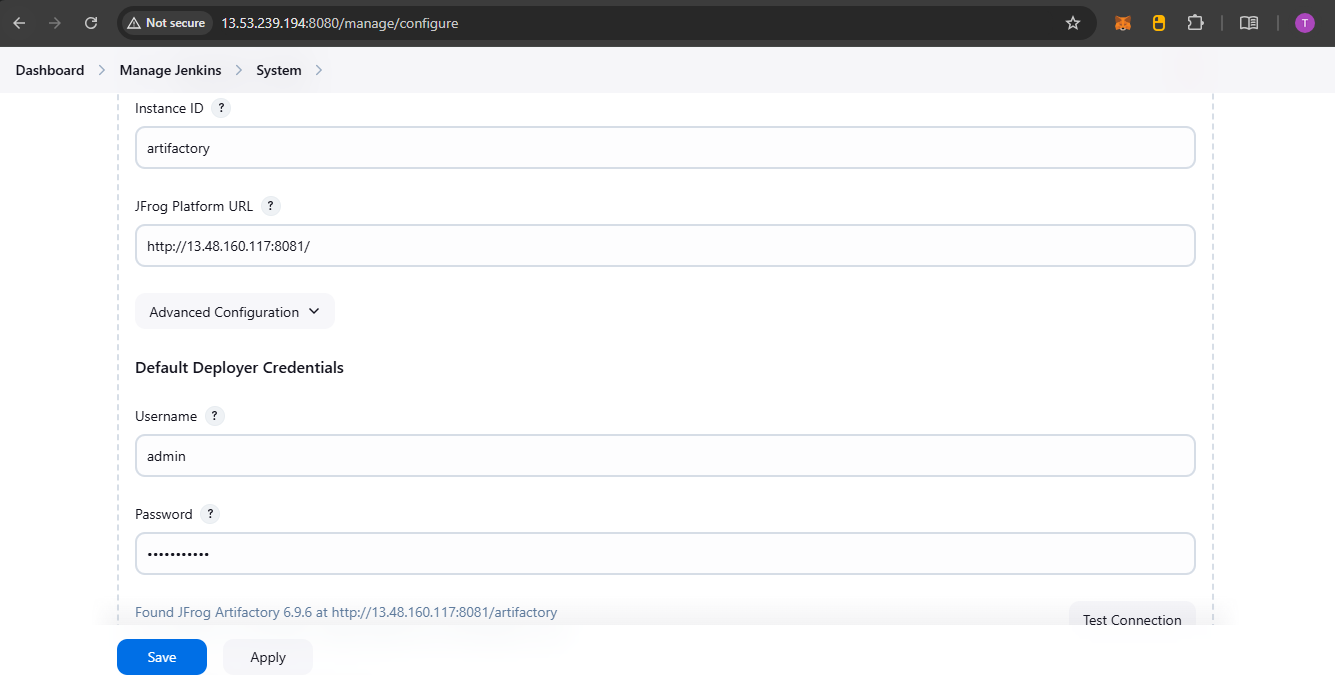 Not secure 13.53.239.194:8080/manage/configure
T
Dashboard > Manage Jenkins > System >
Instance ID ?
artifactory
JFrog Platform URL ?
http://13.48.160.117:8081/
Advanced Configuration
Default Deployer Credentials
Username ?
admin
Password ?
•••••••••••
Found JFrog Artifactory 6.9.6 at http://13.48.160.117:8081/artifactory
Test Connection
Save Apply